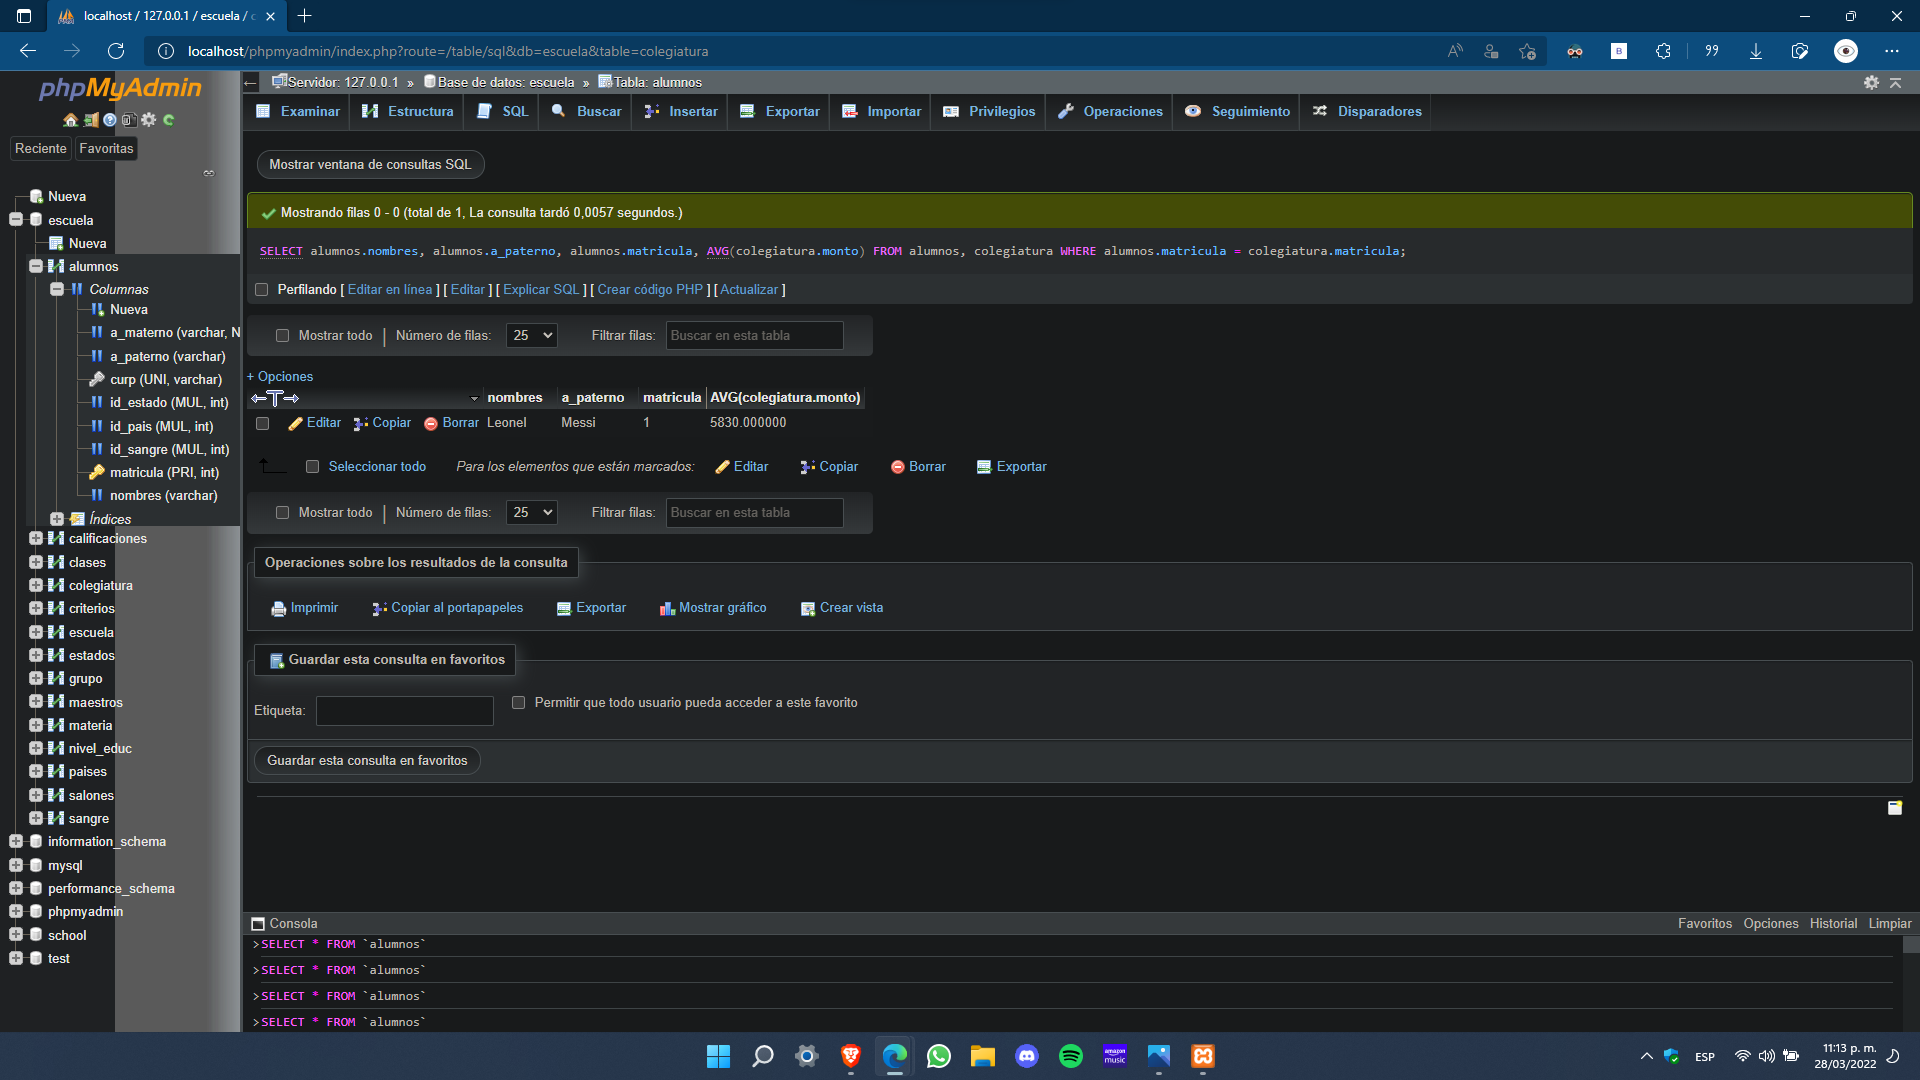 localhost / 127.0.0.1 / escuela / c
localhost/phpmyadmin/index.php?route=/table/sql&db=escuela&table=colegiatura
phpMyAdmin
Reciente
Favoritas
Nueva
escuela
Nueva
alumnos
Columnas
Nueva
a_materno (varchar, N
a_paterno (varchar)
curp (UNI, varchar)
id_estado (MUL, int)
id_pais (MUL, int)
id_sangre (MUL, int)
matricula (PRI, int)
nombres (varchar)
Índices
calificaciones
clases
colegiatura
criterios
escuela
estados
grupo
maestros
materia
nivel_educ
paises
salones
sangre
information_schema
mysql
performance_schema
phpmyadmin
school
test
Servidor: 127.0.0.1 » Base de datos: escuela » Tabla: alumnos
Examinar Estructura SQL Buscar Insertar Exportar Importar Privilegios Operaciones Seguimiento Disparadores
Mostrar ventana de consultas SQL
Mostrando filas 0 - 0 (total de 1, La consulta tardó 0,0057 segundos.)
SELECT alumnos.nombres, alumnos.a_paterno, alumnos.matricula, AVG(colegiatura.monto) FROM alumnos, colegiatura WHERE alumnos.matricula = colegiatura.matricula;
Perfilando [ Editar en línea ] [ Editar ] [ Explicar SQL ] [ Crear código PHP ] [ Actualizar ]
Mostrar todo | Número de filas: 25 Filtrar filas: Buscar en esta tabla
+ Opciones
←T→ nombres a_paterno matricula AVG(colegiatura.monto)
Editar Copiar Borrar Leonel Messi 1 5830.000000
Seleccionar todo Para los elementos que están marcados: Editar Copiar Borrar Exportar
Mostrar todo | Número de filas: 25 Filtrar filas: Buscar en esta tabla
Operaciones sobre los resultados de la consulta
Imprimir Copiar al portapapeles Exportar Mostrar gráfico Crear vista
Guardar esta consulta en favoritos
Etiqueta: Permitir que todo usuario pueda acceder a este favorito
Guardar esta consulta en favoritos
Consola Favoritos Opciones Historial Limpiar
>SELECT * FROM `alumnos`
>SELECT * FROM `alumnos`
>SELECT * FROM `alumnos`
>SELECT * FROM `alumnos`
amazon music
ESP
11:13 p. m.
28/03/2022